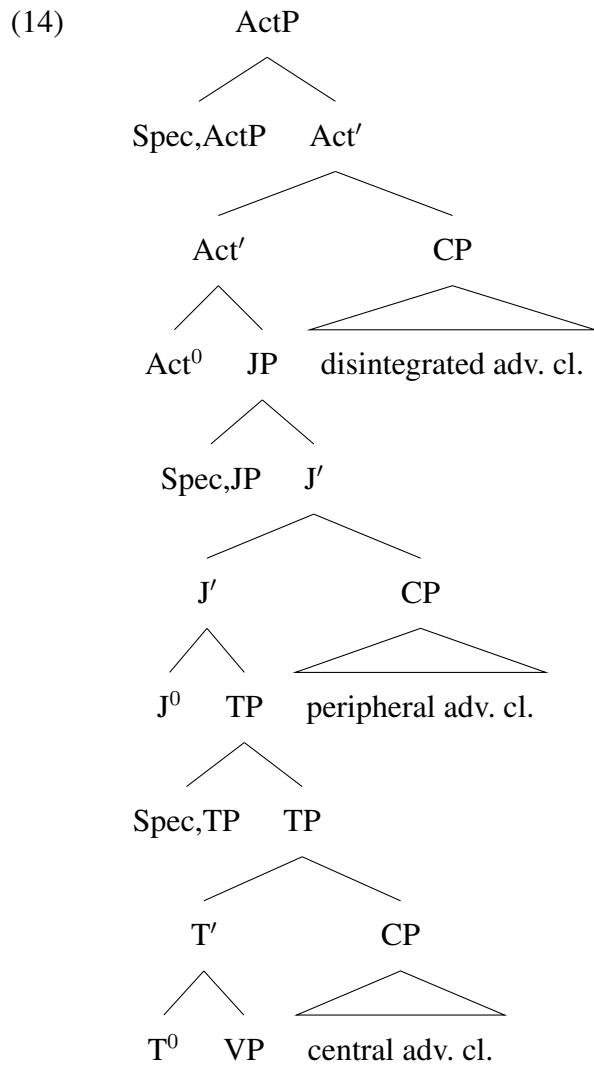 (14) ActP
Spec,ActP Act′
Act′ CP
Act⁰ JP disintegrated adv. cl.
Spec,JP J′
J′ CP
J⁰ TP peripheral adv. cl.
Spec,TP TP
T′ CP
T⁰ VP central adv. cl.